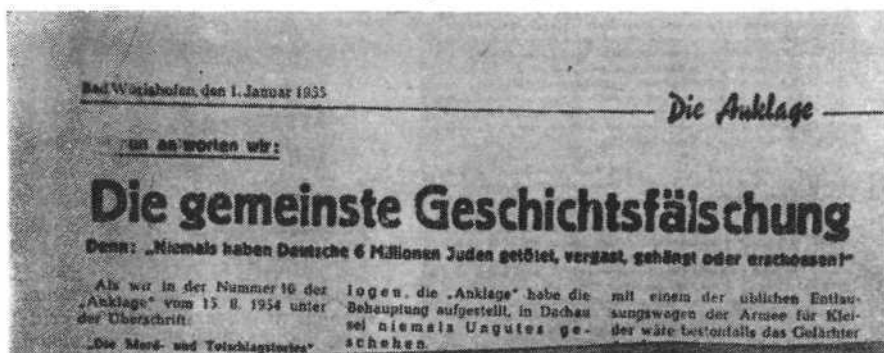 Bad Wörishofen, den 1. Januar 1955
Die Anklage
un antworten wir:
Die gemeinste Geschichtsfälschung
Denn: „Niemals haben Deutsche 6 Millionen Juden getötet, vergast, gehängt oder erschossen!"
Als wir in der Nummer 16 der
„Anklage" vom 15. 8. 1954 unter
der Überschrift:
„Die Mord- und Totschlagstories"
logen, die „Anklage" habe die
Behauptung aufgestellt, in Dachau
sei niemals Ungutes ge-
schehen
mit einem der üblichen Entlau-
sungswagen der Armee für Klei-
der wäre bestenfalls das Gelächter